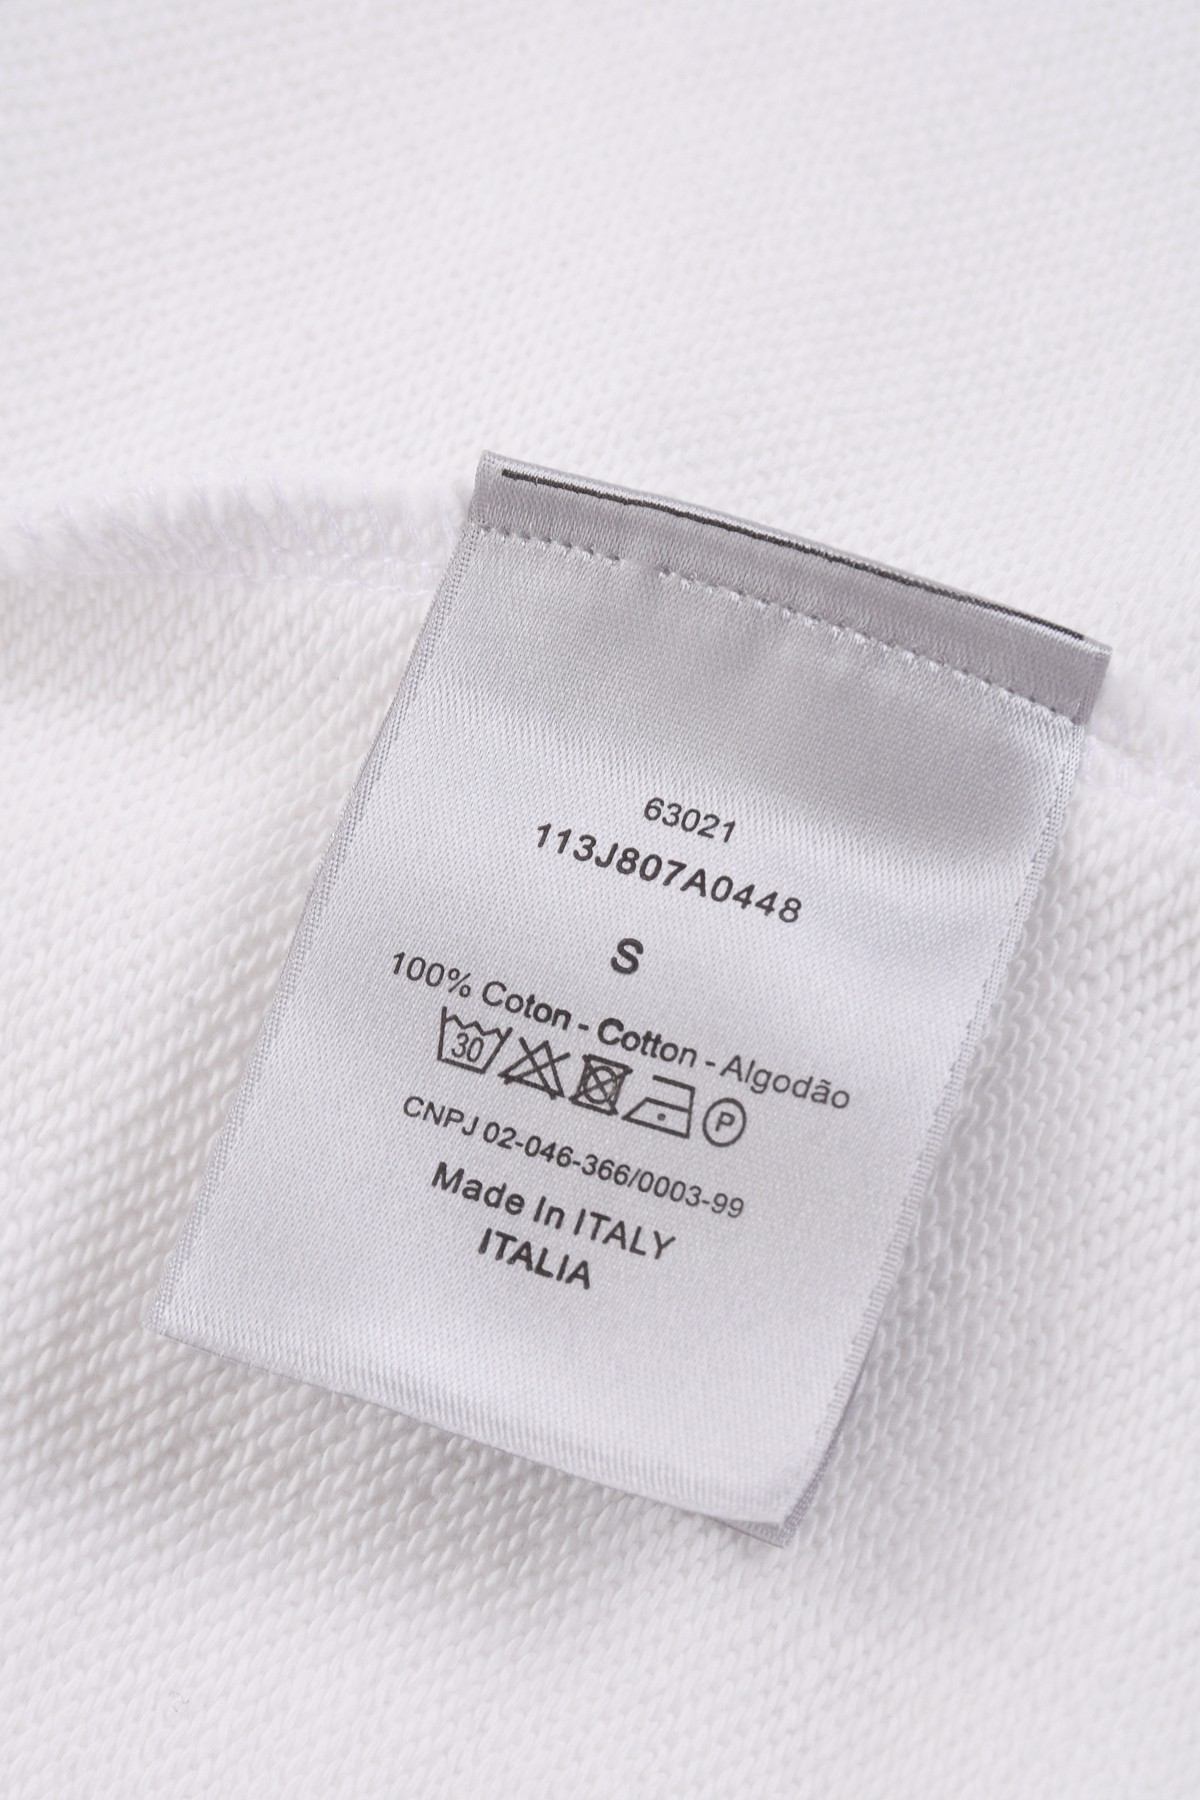 63021
113J807A0448
S
100% Coton - Cotton - Algodão
30 P
CNPJ 02-046-366/0003-99
Made In ITALY
ITALIA